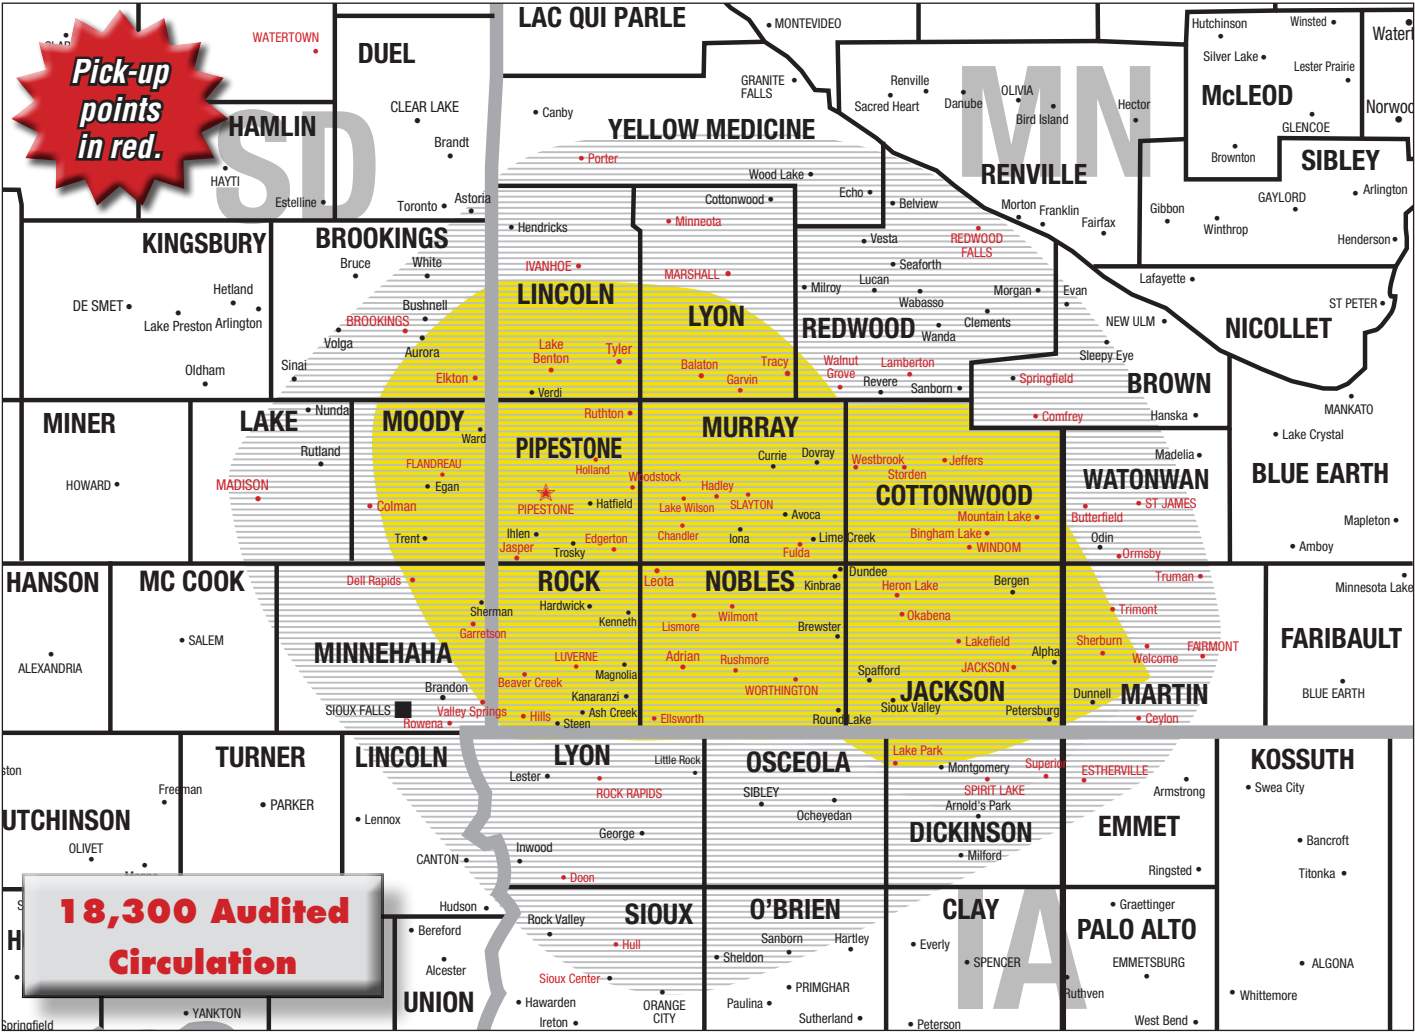 LAC QUI PARLE
MONTEVIDEO
Hutchinson
Winsted
WATERTOWN
DUEL
Silver Lake
Lester Prairie
Pick-up
points
in red.
GRANITE
FALLS
Renville
Sacred Heart
Danube
OLIVIA
Bird Island
Hector
MN
McLEOD
Norwoo
GLENCOE
Brownton
SIBLEY
CLEAR LAKE
Brandt
HAMLIN
SD
HAYTI
Estelline
Toronto
Astoria
Canby
YELLOW MEDICINE
Porter
Wood Lake
Cottonwood
Echo
Belview
RENVILLE
Morton
Franklin
Fairfax
Gibbon
Winthrop
GAYLORD
Arlington
Henderson
KINGSBURY
BROOKINGS
Bruce
White
Hendricks
Minneota
Vesta
REDWOOD
FALLS
IVANHOE
MARSHALL
Seaforth
Lucan
Milroy
Wabasso
Morgan
Evan
Lafayette
ST PETER
NICOLLET
DE SMET
Hetland
Lake Preston
Arlington
Bushnell
BROOKINGS
Volga
Aurora
LINCOLN
LYON
REDWOOD
Wanda
Clements
NEW ULM
Sleepy Eye
Oldham
Sinai
Elkton
Lake
Benton
Tyler
Verdi
Balaton
Garvin
Tracy
Walnut
Grove
Lamberton
Revere
Sanborn
Springfield
BROWN
Comfrey
Hanska
MANKATO
Lake Crystal
MINER
LAKE
Nunda
Rutland
MOODY
Ward
Ruthton
PIPESTONE
MURRAY
Currie
Dovray
Westbrook
Storden
Jeffers
Madelia
WATONWAN
BLUE EARTH
HOWARD
MADISON
FLANDREAU
Egan
Colman
Trent
Holland
Woodstock
PIPESTONE
Hatfield
Hadley
Lake Wilson
SLAYTON
Avoca
COTTONWOOD
Mountain Lake
Bingham Lake
WINDOM
Butterfield
ST JAMES
Odin
Ormsby
Mapleton
Amboy
Ihlen
Jasper
Trosky
Edgerton
Chandler
Iona
Fulda
Lime Creek
HANSON
MC COOK
Dell Rapids
ROCK
Leota
NOBLES
Dundee
Kinbrae
Heron Lake
Bergen
Truman
Minnesota Lake
SALEM
ALEXANDRIA
MINNEHAHA
Sherman
Garretson
Hardwick
Kenneth
Lismore
Wilmont
Brewster
Okabena
Trimont
FARIBAULT
LUVERNE
Magnolia
Adrian
Rushmore
Lakefield
Alpha
Sherburn
Welcome
FAIRMONT
Brandon
SIOUX FALLS
Valley Springs
Rowena
Beaver Creek
Kanaranzi
Hills
Ash Creek
Steen
Ellsworth
WORTHINGTON
Round Lake
Spafford
JACKSON
JACKSON
Sioux Valley
Petersburg
Dunnell
MARTIN
Ceylon
BLUE EARTH
TURNER
LINCOLN
LYON
Little Rock
OSCEOLA
Lake Park
Montgomery
Superior
ESTHERVILLE
KOSSUTH
ston
Freeman
PARKER
Lester
ROCK RAPIDS
SIBLEY
Ocheyedan
SPIRIT LAKE
Arnold's Park
Armstrong
Swea City
UTCHINSON
OLIVET
Lennox
George
DICKINSON
EMMET
Bancroft
CANTON
Inwood
Doon
Milford
Ringsted
Titonka
18,300 Audited
Circulation
Hudson
Bereford
Alcester
UNION
Rock Valley
SIOUX
Hull
Sioux Center
O'BRIEN
Sanborn
Hartley
Sheldon
CLAY
IA
Everly
SPENCER
Graettinger
PALO ALTO
EMMETSBURG
Ruthven
ALGONA
Whittemore
YANKTON
Springfield
Hawarden
Ireton
ORANGE
CITY
PRIMGHAR
Paulina
Sutherland
Peterson
West Bend